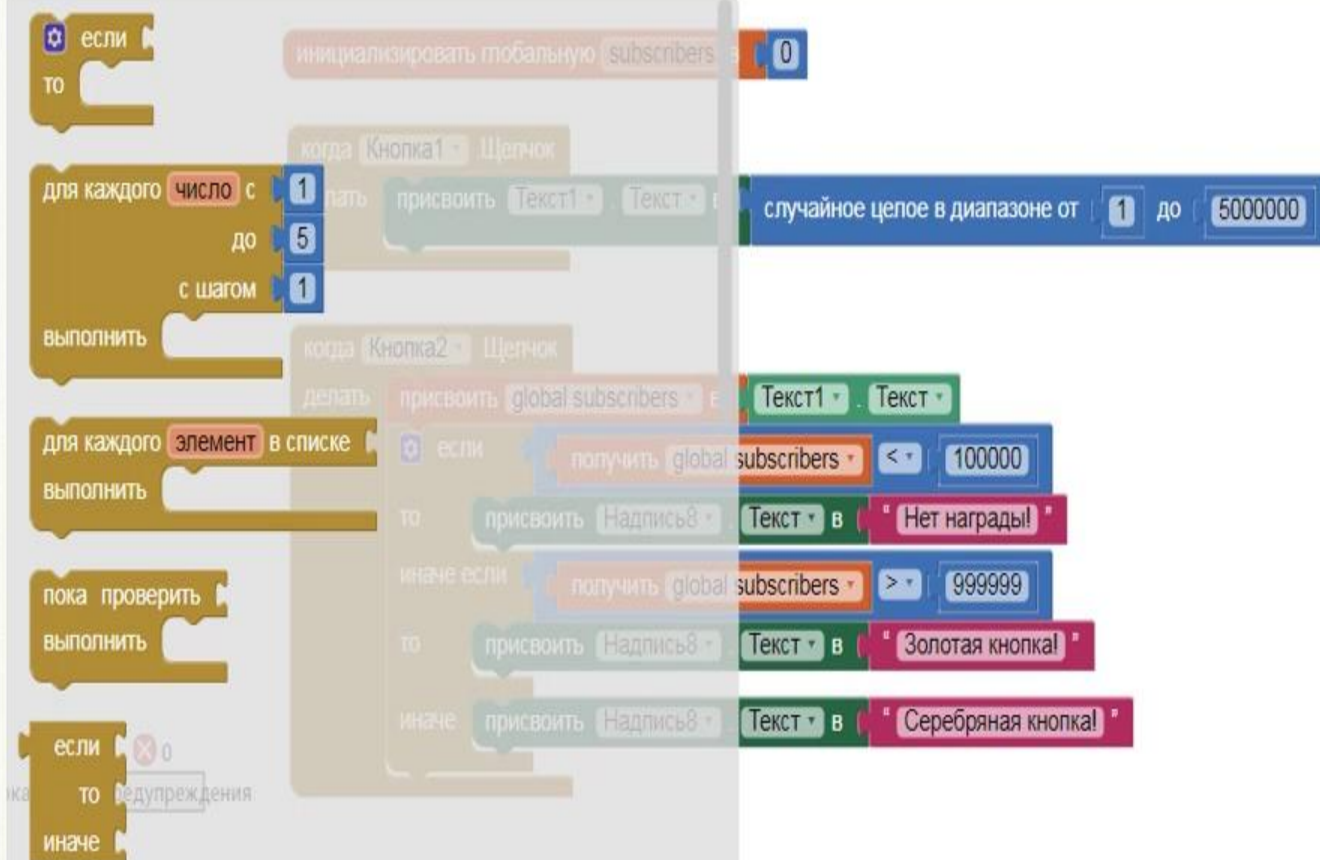 если
то
для каждого число с 1
до 5
с шагом 1
выполнить
для каждого элемент в списке
выполнить
пока проверить
выполнить
если
то
иначе
0
инициализировать глобальную subscribers в 0
когда Кнопка1 Щелчок
присвоить Текст1 . Текст в случайное целое в диапазоне от 1 до 5000000
когда Кнопка2 Щелчок
делать присвоить global subscribers в Текст1 . Текст
если получить global subscribers < 100000
то присвоить Надпись8 . Текст в " Нет награды! "
иначе если получить global subscribers > 999999
то присвоить Надпись8 . Текст в " Золотая кнопка! "
иначе присвоить Надпись8 . Текст в " Серебряная кнопка! "